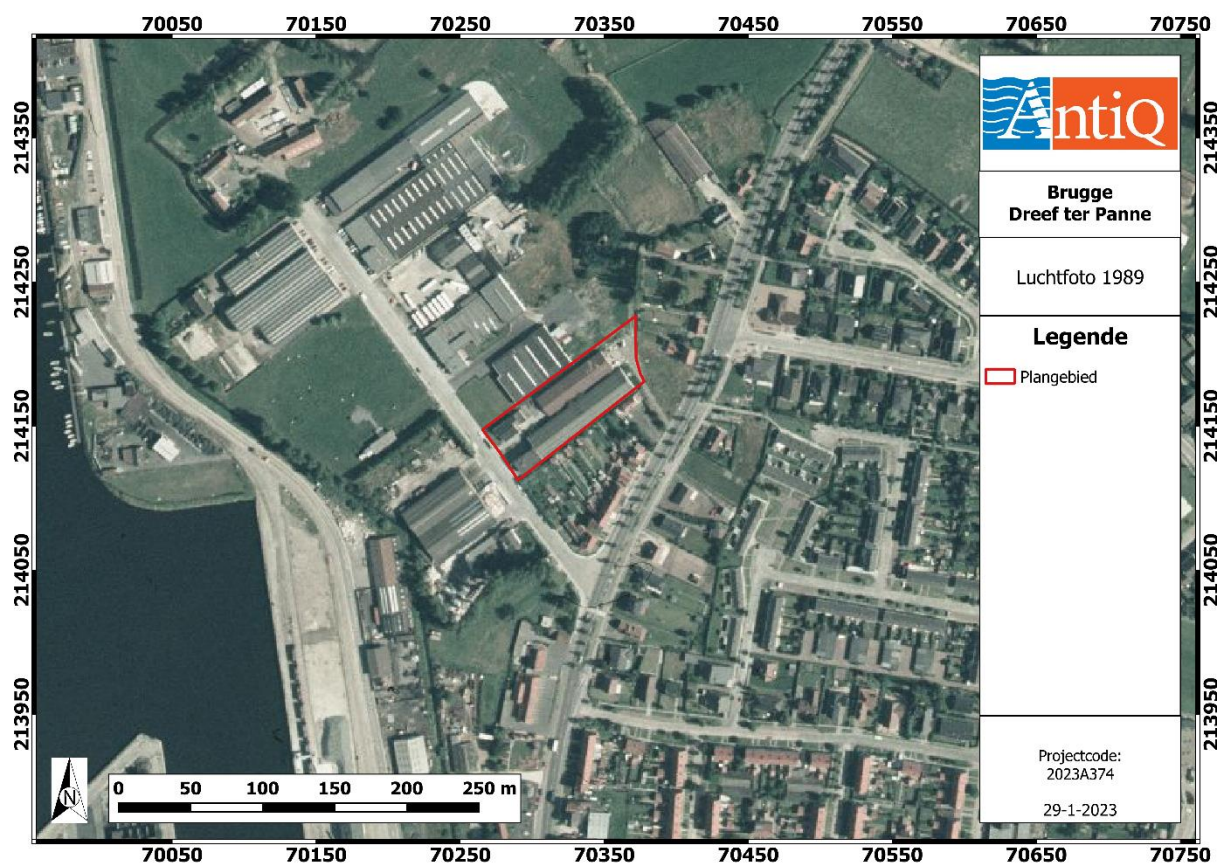 70050 70150 70250 70350 70450 70550 70650 70750
214350
214250
214150
214050
213950
AntiQ
Brugge
Dreef ter Panne
Luchtfoto 1989
Legende
Plangebied
Projectcode:
2023A374
29-1-2023
214350
214250
214150
214050
213950
N
0 50 100 150 200 250 m
70050 70150 70250 70350 70450 70550 70650 70750